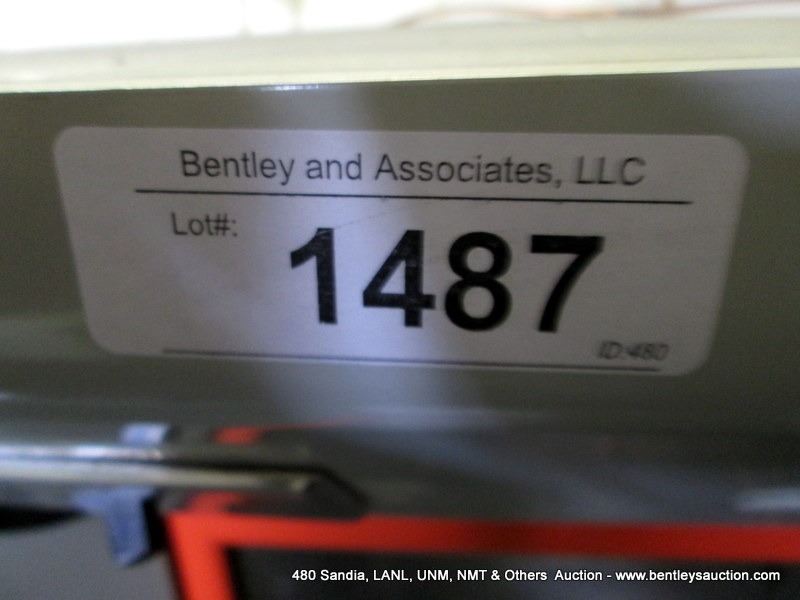 Bentley and Associates, LLC
Lot#:
1487
ID:480
480 Sandia, LANL, UNM, NMT & Others  Auction - www.bentleysauction.com